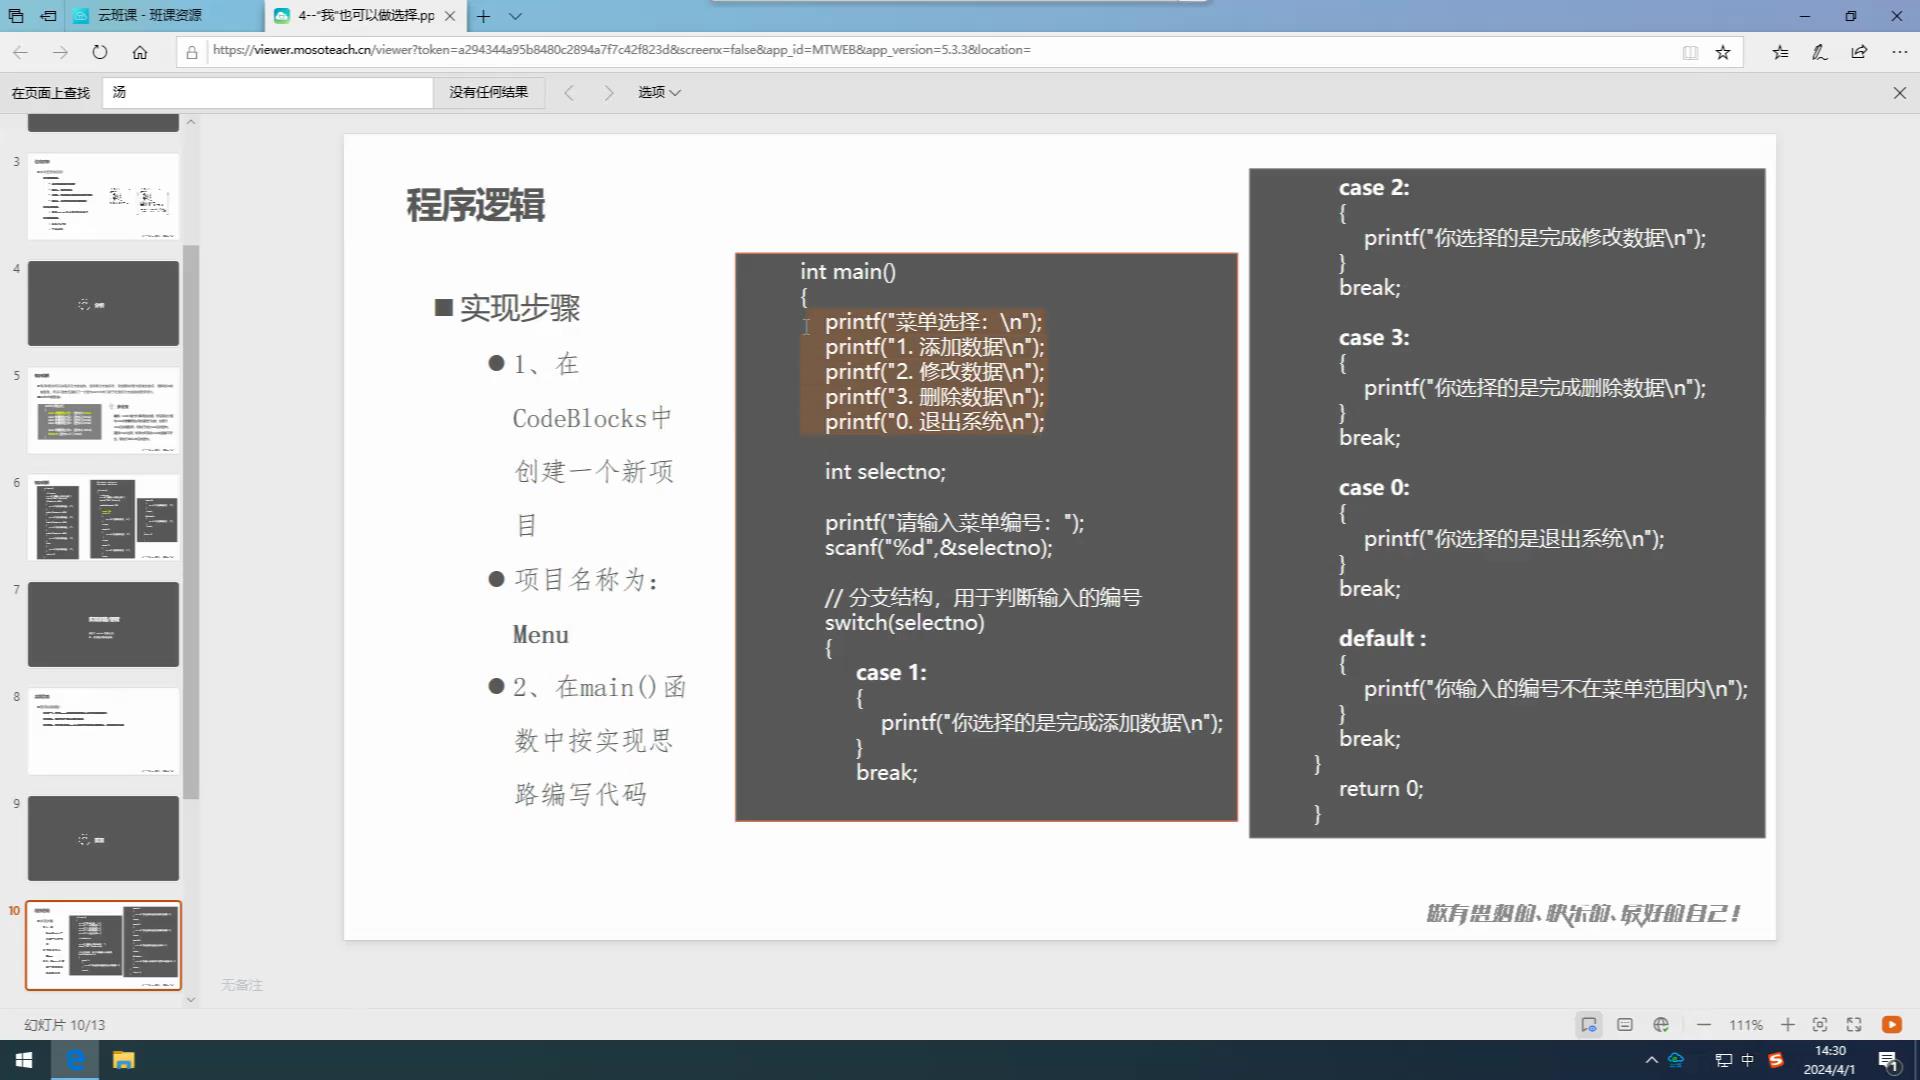 云班课 - 班课资源
4--“我“也可以做选择.pp
https://viewer.mosoteach.cn/viewer?token=a294344a95b8480c2894a7f7c42f823d&screenx=false&app_id=MTWEB&app_version=5.3.3&location=
在页面上查找
汤
没有任何结果
选项
3
4
5
6
7
8
9
10
程序逻辑
实现步骤
1、在
CodeBlocks中
创建一个新项
目
项目名称为：
Menu
2、在main()函
数中按实现思
路编写代码
int main()
{
printf("菜单选择：\n");
printf("1. 添加数据\n");
printf("2. 修改数据\n");
printf("3. 删除数据\n");
printf("0. 退出系统\n");
int selectno;
printf("请输入菜单编号：");
scanf("%d",&selectno);
// 分支结构，用于判断输入的编号
switch(selectno)
{
case 1:
{
printf("你选择的是完成添加数据\n");
}
break;
case 2:
{
printf("你选择的是完成修改数据\n");
}
break;
case 3:
{
printf("你选择的是完成删除数据\n");
}
break;
case 0:
{
printf("你选择的是退出系统\n");
}
break;
default :
{
printf("你输入的编号不在菜单范围内\n");
}
break;
}
return 0;
}
做有思想的、快乐的、最好的自己！
无备注
幻灯片 10/13
111%
中
14:30
2024/4/1
1